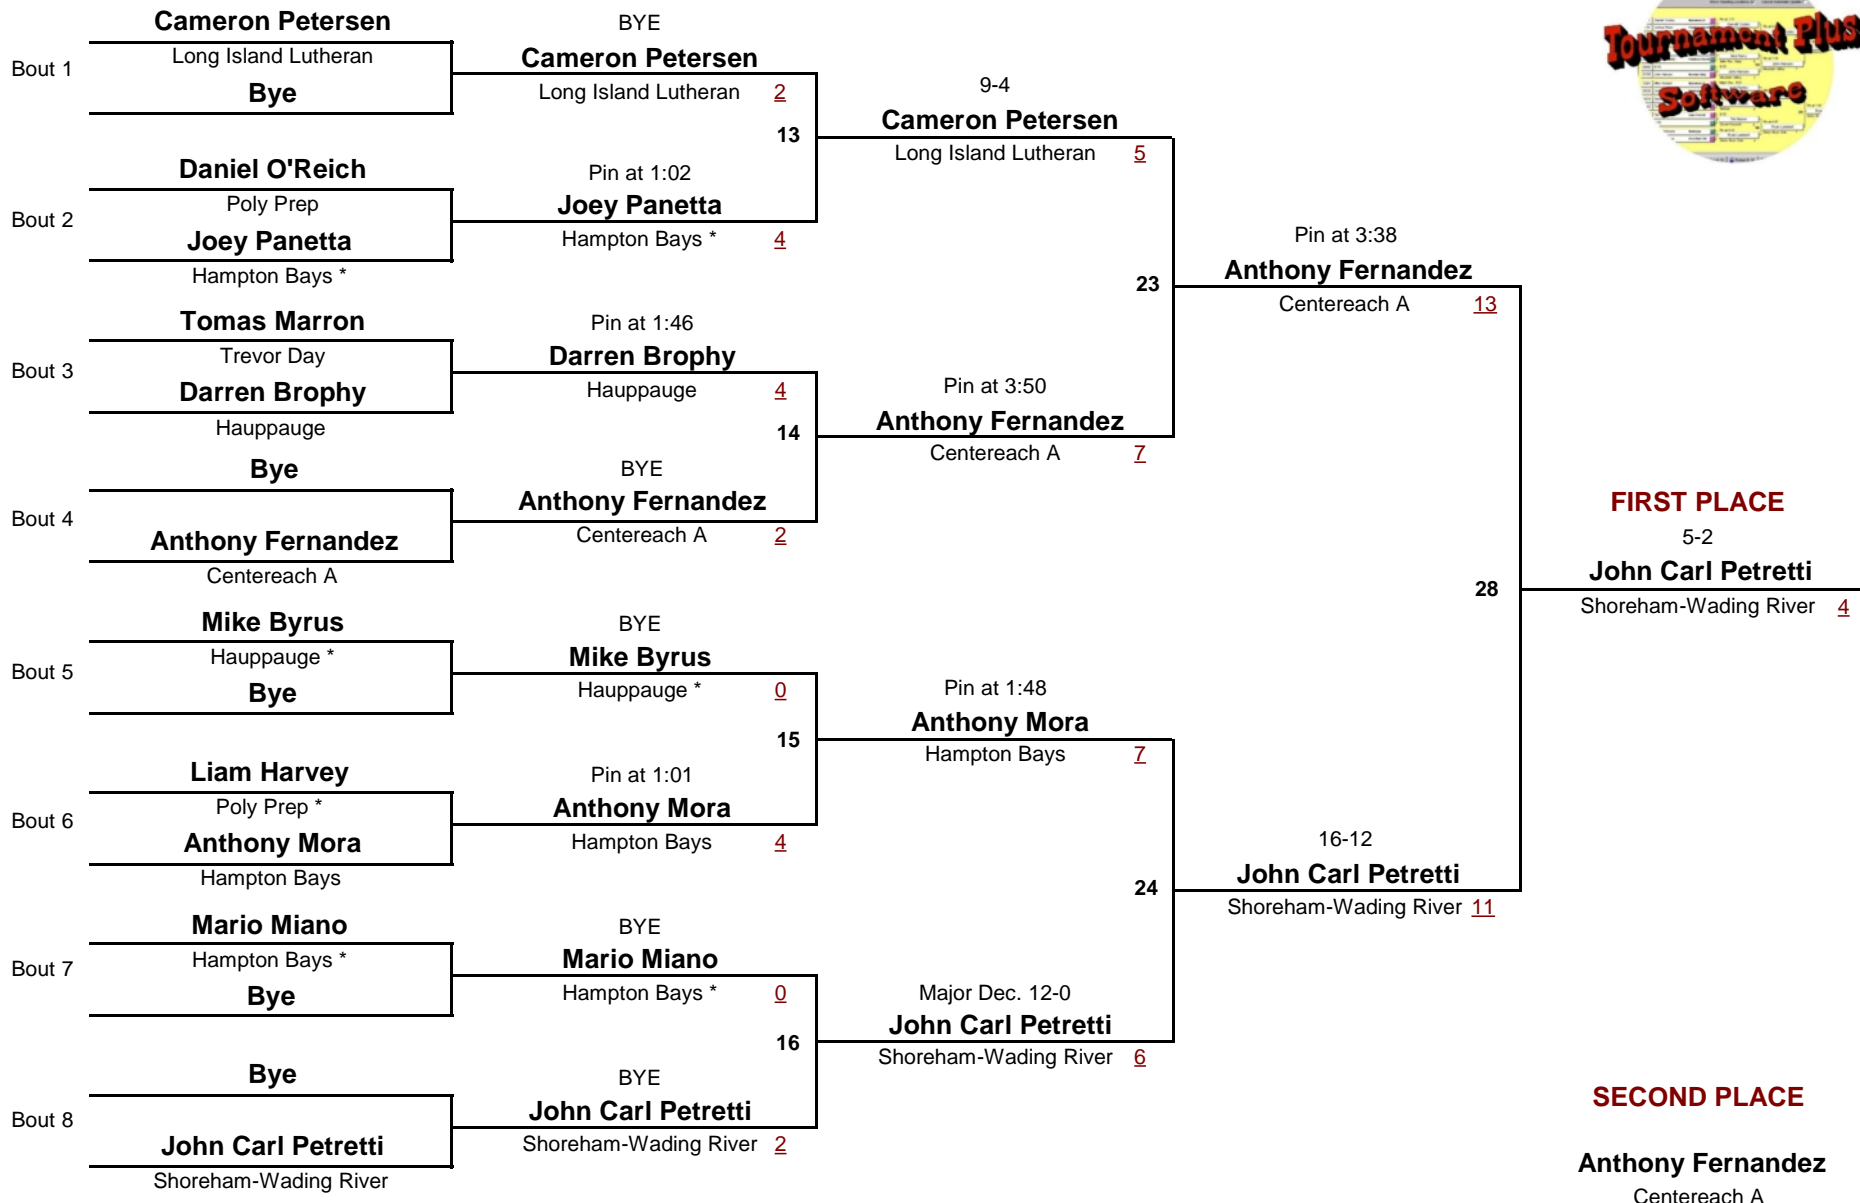 Cameron Petersen
Bout 1
Long Island Lutheran
Bye
Daniel O'Reich
Bout 2
Poly Prep
Joey Panetta
Hampton Bays *
Tomas Marron
Bout 3
Trevor Day
Darren Brophy
Hauppauge
Bye
Bout 4
Anthony Fernandez
Centereach A
Mike Byrus
Bout 5
Hauppauge *
Bye
Liam Harvey
Bout 6
Poly Prep *
Anthony Mora
Hampton Bays
Mario Miano
Bout 7
Hampton Bays *
Bye
Bye
Bout 8
John Carl Petretti
Shoreham-Wading River
BYE
Cameron Petersen
Long Island Lutheran 2
13
Pin at 1:02
Joey Panetta
Hampton Bays * 4
Pin at 1:46
Darren Brophy
Hauppauge 4
14
BYE
Anthony Fernandez
Centereach A 2
BYE
Mike Byrus
Hauppauge * 0
15
Pin at 1:01
Anthony Mora
Hampton Bays 4
BYE
Mario Miano
Hampton Bays * 0
16
BYE
John Carl Petretti
Shoreham-Wading River 2
9-4
Cameron Petersen
Long Island Lutheran 5
23
Pin at 3:50
Anthony Fernandez
Centereach A 7
Pin at 1:48
Anthony Mora
Hampton Bays 7
24
Major Dec. 12-0
John Carl Petretti
Shoreham-Wading River 6
Pin at 3:38
Anthony Fernandez
Centereach A 13
28
16-12
John Carl Petretti
Shoreham-Wading River 11
Tournament Plus
Software
FIRST PLACE
5-2
John Carl Petretti
Shoreham-Wading River 4
SECOND PLACE
Anthony Fernandez
Centereach A